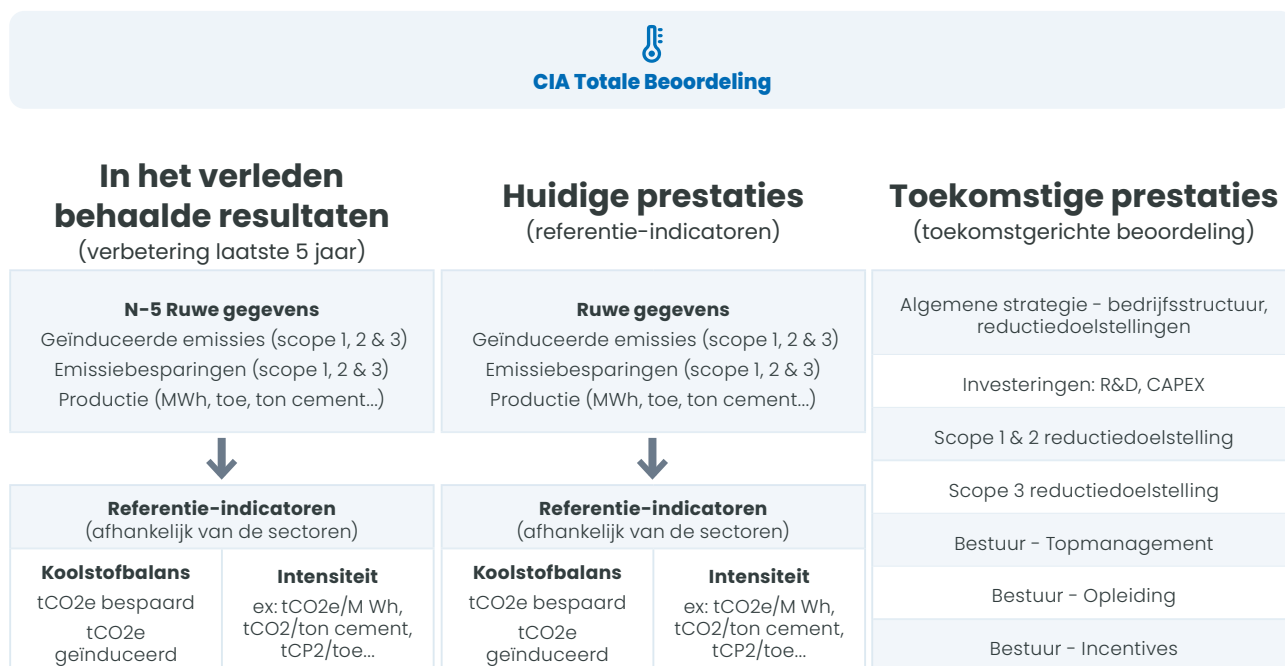 CIA Totale Beoordeling
In het verleden
behaalde resultaten
(verbetering laatste 5 jaar)
N-5 Ruwe gegevens
Geïnduceerde emissies (scope 1, 2 & 3)
Emissiebesparingen (scope 1, 2 & 3)
Productie (MWh, toe, ton cement...)
Referentie-indicatoren
(afhankelijk van de sectoren)
Koolstofbalans
tCO2e bespaard
tCO2e
geïnduceerd
Intensiteit
ex: tCO2e/M Wh,
tCO2/ton cement,
tCP2/toe...
Huidige prestaties
(referentie-indicatoren)
Ruwe gegevens
Geïnduceerde emissies (scope 1, 2 & 3)
Emissiebesparingen (scope 1, 2 & 3)
Productie (MWh, toe, ton cement...)
Referentie-indicatoren
(afhankelijk van de sectoren)
Koolstofbalans
tCO2e bespaard
tCO2e
geïnduceerd
Intensiteit
ex: tCO2e/M Wh,
tCO2/ton cement,
tCP2/toe...
Toekomstige prestaties
(toekomstgerichte beoordeling)
Algemene strategie - bedrijfsstructuur,
reductiedoelstellingen
Investeringen: R&D, CAPEX
Scope 1 & 2 reductiedoelstelling
Scope 3 reductiedoelstelling
Bestuur - Topmanagement
Bestuur - Opleiding
Bestuur - Incentives